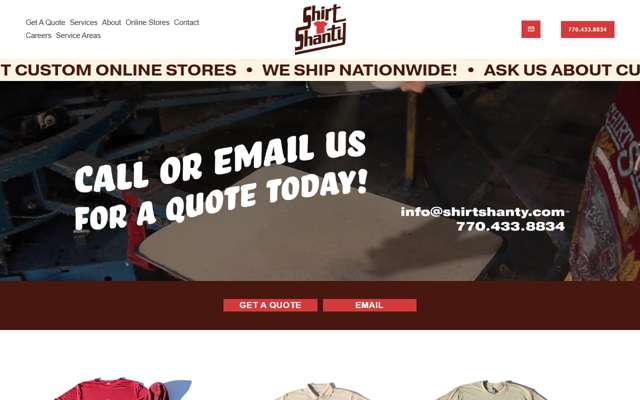 Get A Quote Services About Online Stores Contact
Careers Service Areas
Shirt
Shanty
770.433.8834
T CUSTOM ONLINE STORES • WE SHIP NATIONWIDE! • ASK US ABOUT CU
CALL OR EMAIL US
FOR A QUOTE TODAY!
info@shirtshanty.com
770.433.8834
GET A QUOTE
EMAIL